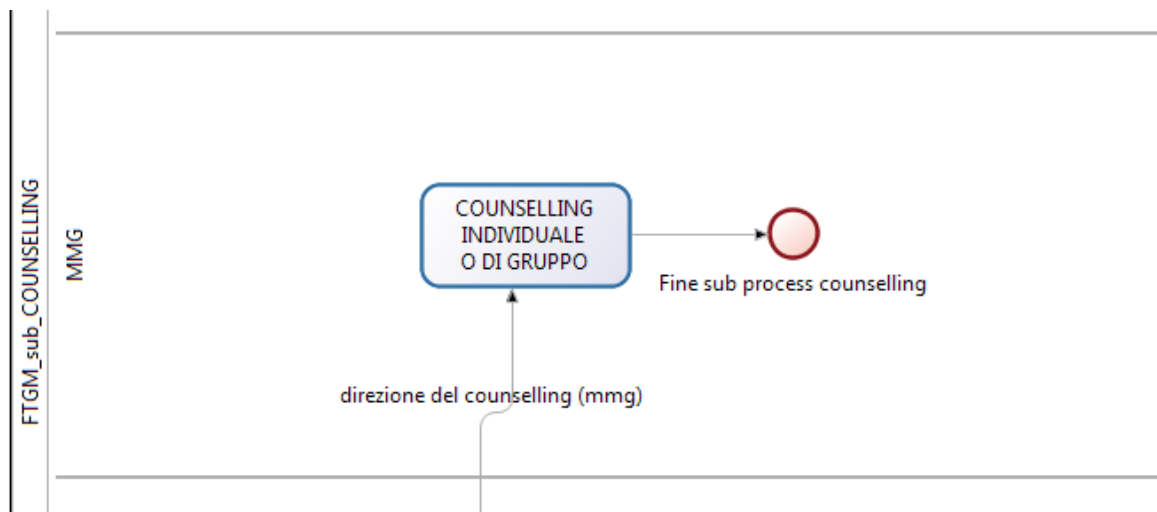 FTGM_sub_COUNSELLING
MMG
COUNSELLING
INDIVIDUALE
O DI GRUPPO
Fine sub process counselling
direzione del counselling (mmg)